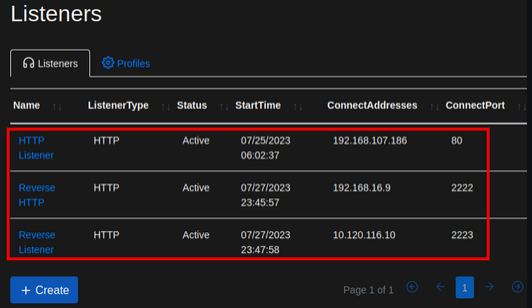 Listeners
Listeners Profiles
Name ListenerType Status StartTime ConnectAddresses ConnectPort
HTTP Listener HTTP Active 07/25/2023 06:02:37 192.168.107.186 80
Reverse HTTP HTTP Active 07/27/2023 23:45:57 192.168.16.9 2222
Reverse Listener HTTP Active 07/27/2023 23:47:58 10.120.116.10 2223
+ Create Page 1 of 1 1